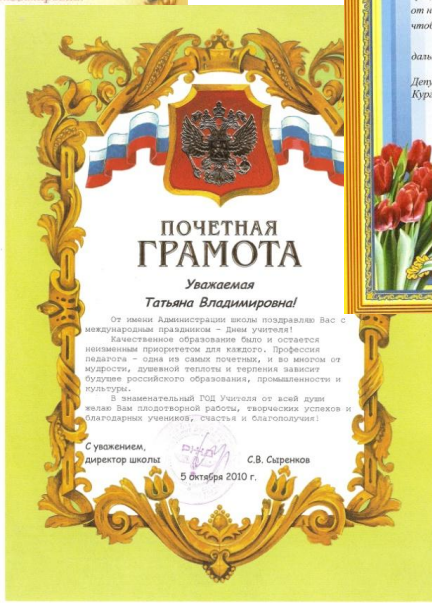 от н
чтоб
даль
Депу
Кура
ПОЧЕТНАЯ
ГРАМОТА
Уважаемая
Татьяна Владимировна!
От имени Администрации школы поздравляю Вас с
международным праздником - Днем учителя!
Качественное образование было и остается
неизменным приоритетом для каждого. Профессия
педагога - одна из самых почетных, и во многом от
мудрости, душевной теплоты и терпения зависит
будущее российского образования, промышленности и
культуры.
В знаменательный ГОД Учителя от всей души
желаю Вам плодотворной работы, творческих успехов и
благодарных учеников, счастья и благополучия!
С уважением,
директор школы С.В. Сыренков
5 октября 2010 г.